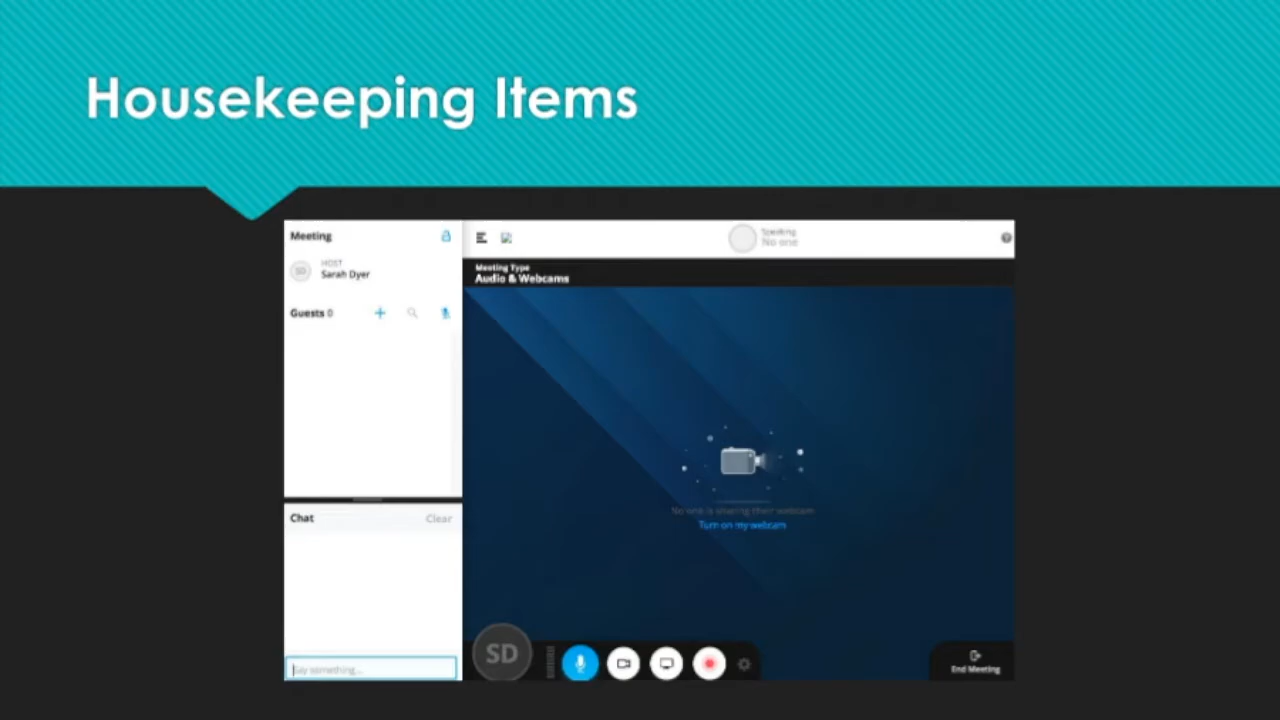 Housekeeping Items
Meeting
HOST
SD
Sarah Dyer
Guests 0
Chat
Clear
Say something...
Speaking
No one
Meeting Type
Audio & Webcams
No one is sharing their webcam
Turn on my webcam
SD
End Meeting